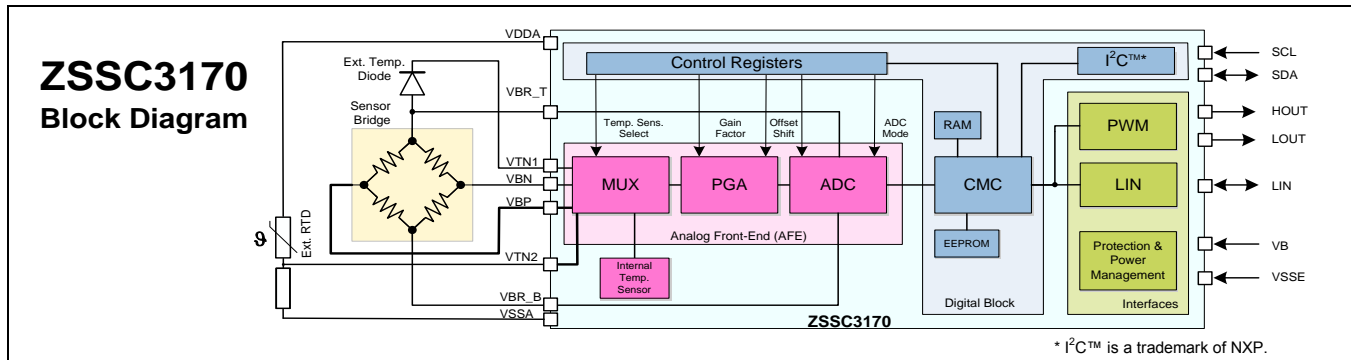 ZSSC3170
Block Diagram
VDDA
Ext. Temp.
Diode
VBR_T
Sensor
Bridge
VTN1
VBN
VBP
ϑ
Ext. RTD
VTN2
VBR_B
VSSA
Control Registers
I²C™*
Temp. Sens.
Select
Gain
Factor
Offset
Shift
ADC
Mode
MUX
PGA
ADC
Analog Front-End (AFE)
Internal
Temp.
Sensor
RAM
CMC
EEPROM
Digital Block
PWM
LIN
Protection &
Power
Management
Interfaces
ZSSC3170
SCL
SDA
HOUT
LOUT
LIN
VB
VSSE
* I²C™ is a trademark of NXP.